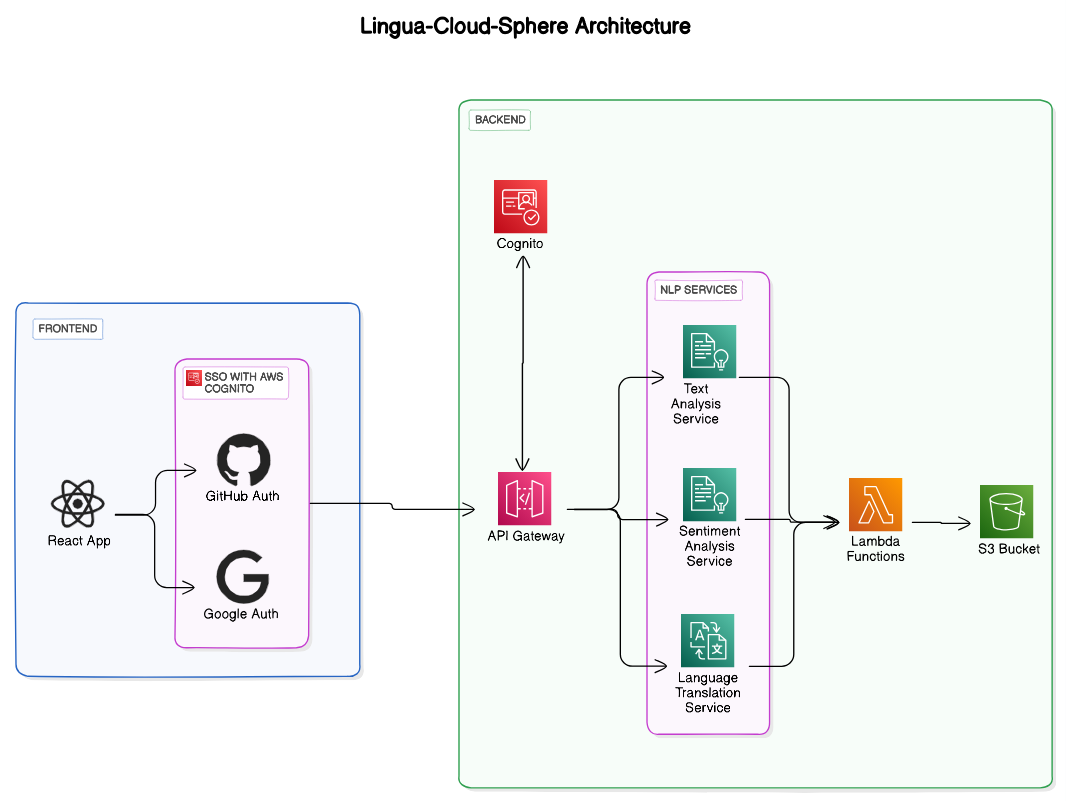 Lingua-Cloud-Sphere Architecture
BACKEND
Cognito
FRONTEND
SSO WITH AWS
COGNITO
GitHub Auth
React App
Google Auth
API Gateway
NLP SERVICES
Text
Analysis
Service
Sentiment
Analysis
Service
Language
Translation
Service
Lambda
Functions
S3 Bucket